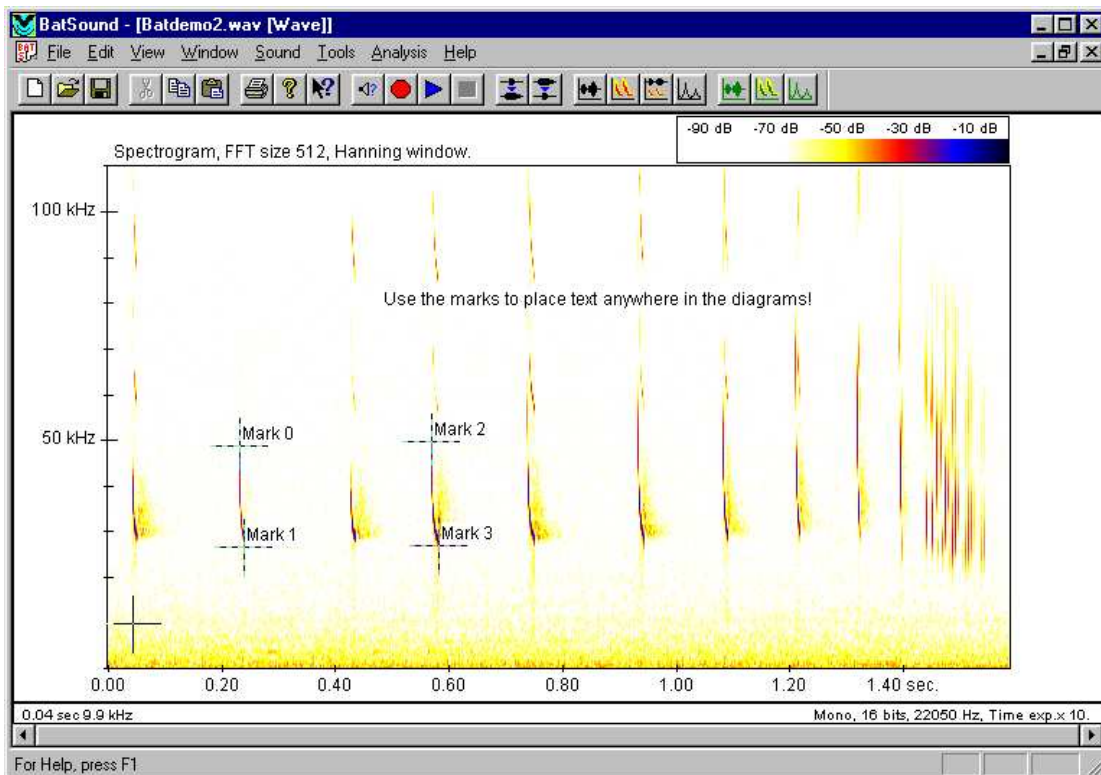 BatSound - [Batdemo2.wav [Wave]]
File Edit View Window Sound Tools Analysis Help
-90 dB -70 dB -50 dB -30 dB -10 dB
Spectrogram, FFT size 512, Hanning window.
100 kHz
Use the marks to place text anywhere in the diagrams!
Mark 0
Mark 2
50 kHz
Mark 1
Mark 3
0.00 0.20 0.40 0.60 0.80 1.00 1.20 1.40 sec.
0.04 sec 9.9 kHz
Mono, 16 bits, 22050 Hz, Time exp.x 10.
For Help, press F1